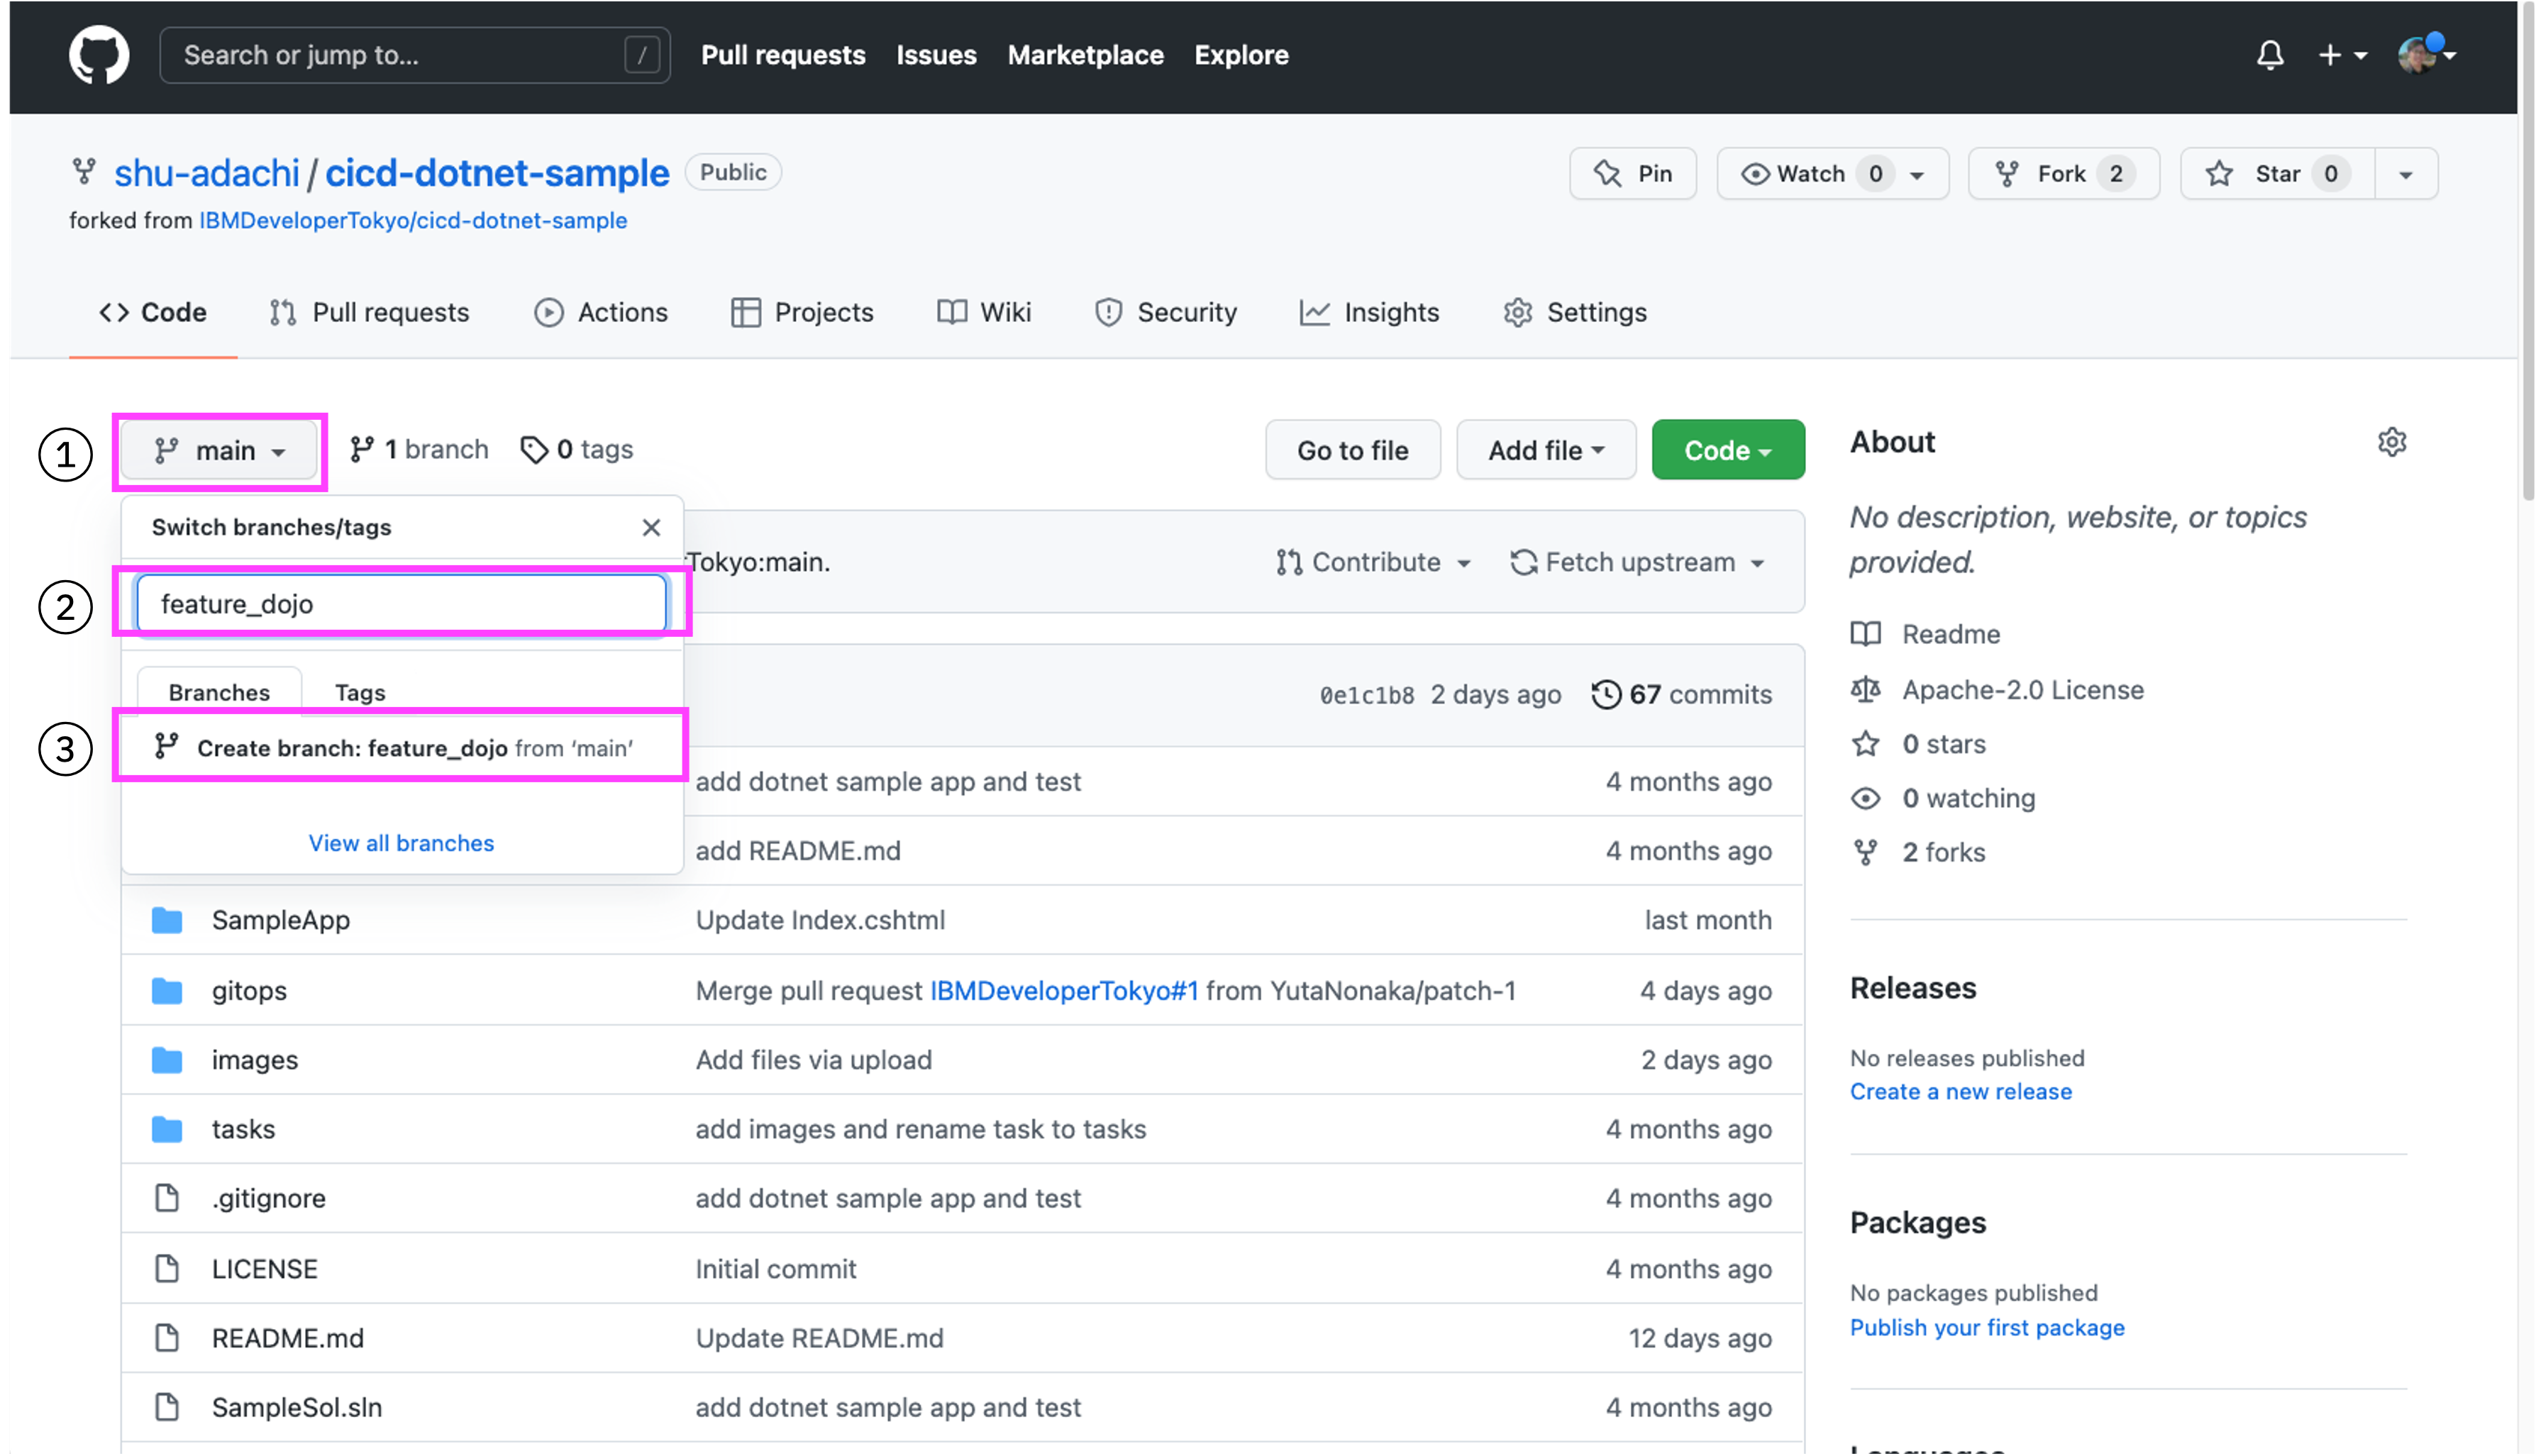 Search or jump to... / Pull requests Issues Marketplace Explore
shu-adachi / cicd-dotnet-sample Public Pin Watch 0 Fork 2 Star 0
forked from IBMDeveloperTokyo/cicd-dotnet-sample
Code Pull requests Actions Projects Wiki Security Insights Settings
① main 1 branch 0 tags Go to file Add file Code
Switch branches/tags
Tokyo:main. Contribute Fetch upstream
② feature_dojo
Branches Tags
0e1c1b8 2 days ago 67 commits
③ Create branch: feature_dojo from ‘main’
add dotnet sample app and test 4 months ago
View all branches
add README.md 4 months ago
SampleApp Update Index.cshtml last month
gitops Merge pull request IBMDeveloperTokyo#1 from YutaNonaka/patch-1 4 days ago
images Add files via upload 2 days ago
tasks add images and rename task to tasks 4 months ago
.gitignore add dotnet sample app and test 4 months ago
LICENSE Initial commit 4 months ago
README.md Update README.md 12 days ago
SampleSol.sln add dotnet sample app and test 4 months ago
About
No description, website, or topics
provided.
Readme
Apache-2.0 License
0 stars
0 watching
2 forks
Releases
No releases published
Create a new release
Packages
No packages published
Publish your first package